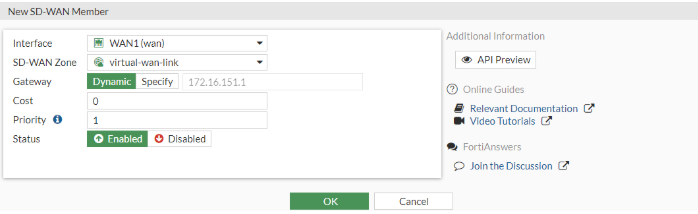 New SD-WAN Member
Interface WAN1 (wan)
SD-WAN Zone virtual-wan-link
Gateway Dynamic Specify 172.16.151.1
Cost 0
Priority 1
Status Enabled Disabled
OK Cancel
Additional Information
API Preview
Online Guides
Relevant Documentation
Video Tutorials
FortiAnswers
Join the Discussion